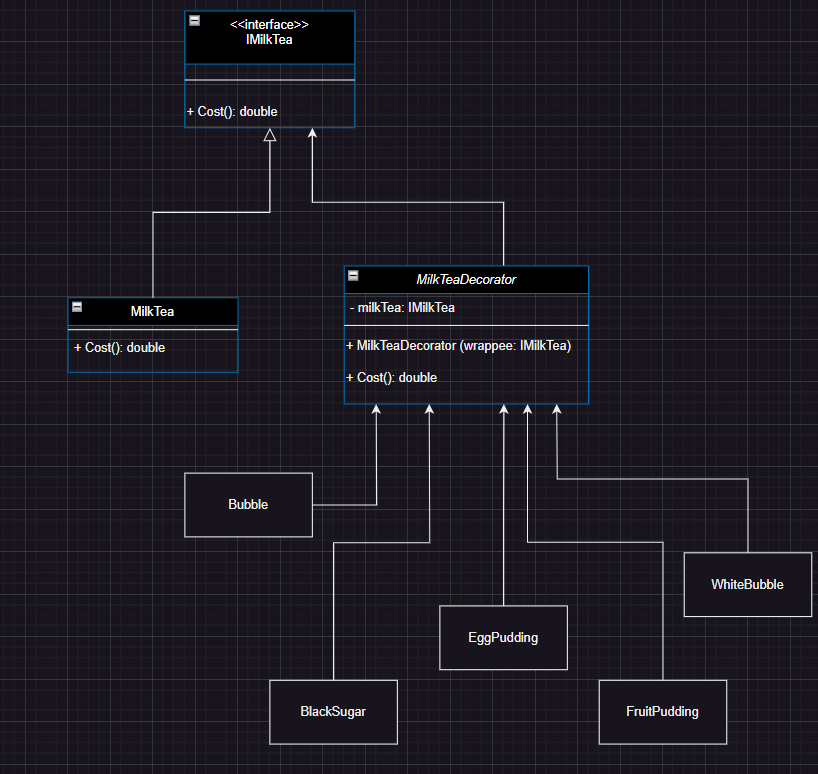 <<interface>>
IMilkTea
+ Cost(): double
MilkTeaDecorator
- milkTea: IMilkTea
+ MilkTeaDecorator (wrappee: IMilkTea)
+ Cost(): double
MilkTea
+ Cost(): double
Bubble
WhiteBubble
EggPudding
BlackSugar
FruitPudding